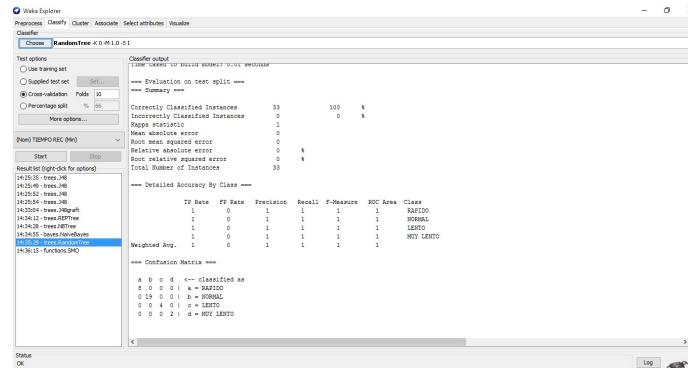 Weka Explorer
Preprocess Classify Cluster Associate Select attributes Visualize
Classifier
Choose RandomTree -K 0 -M 1.0 -S 1
Test options
Use training set
Supplied test set Set...
Cross-validation Folds 10
Percentage split % 66
More options...
(Nom) TIEMPO REC (Min)
Start Stop
Result list (right-click for options)
14:25:35 - trees.J48
14:25:49 - trees.J48
14:25:52 - trees.J48
14:25:54 - trees.J48
14:33:04 - trees.J48graft
14:34:12 - trees.REPTree
14:34:28 - trees.NBTree
14:34:55 - bayes.NaiveBayes
14:35:29 - trees.RandomTree
14:36:15 - functions.SMO
Classifier output
Time taken to build model: 0.01 seconds
=== Evaluation on test split ===
=== Summary ===
Correctly Classified Instances 33 100 %
Incorrectly Classified Instances 0 0 %
Kappa statistic 1
Mean absolute error 0
Root mean squared error 0
Relative absolute error 0 %
Root relative squared error 0 %
Total Number of Instances 33
=== Detailed Accuracy By Class ===
TP Rate FP Rate Precision Recall F-Measure ROC Area Class
1 0 1 1 1 1 RAPIDO
1 0 1 1 1 1 NORMAL
1 0 1 1 1 1 LENTO
1 0 1 1 1 1 MUY LENTO
Weighted Avg. 1 0 1 1 1 1
=== Confusion Matrix ===
a b c d <-- classified as
8 0 0 0 | a = RAPIDO
0 19 0 0 | b = NORMAL
0 0 4 0 | c = LENTO
0 0 0 2 | d = MUY LENTO
Status
OK
Log